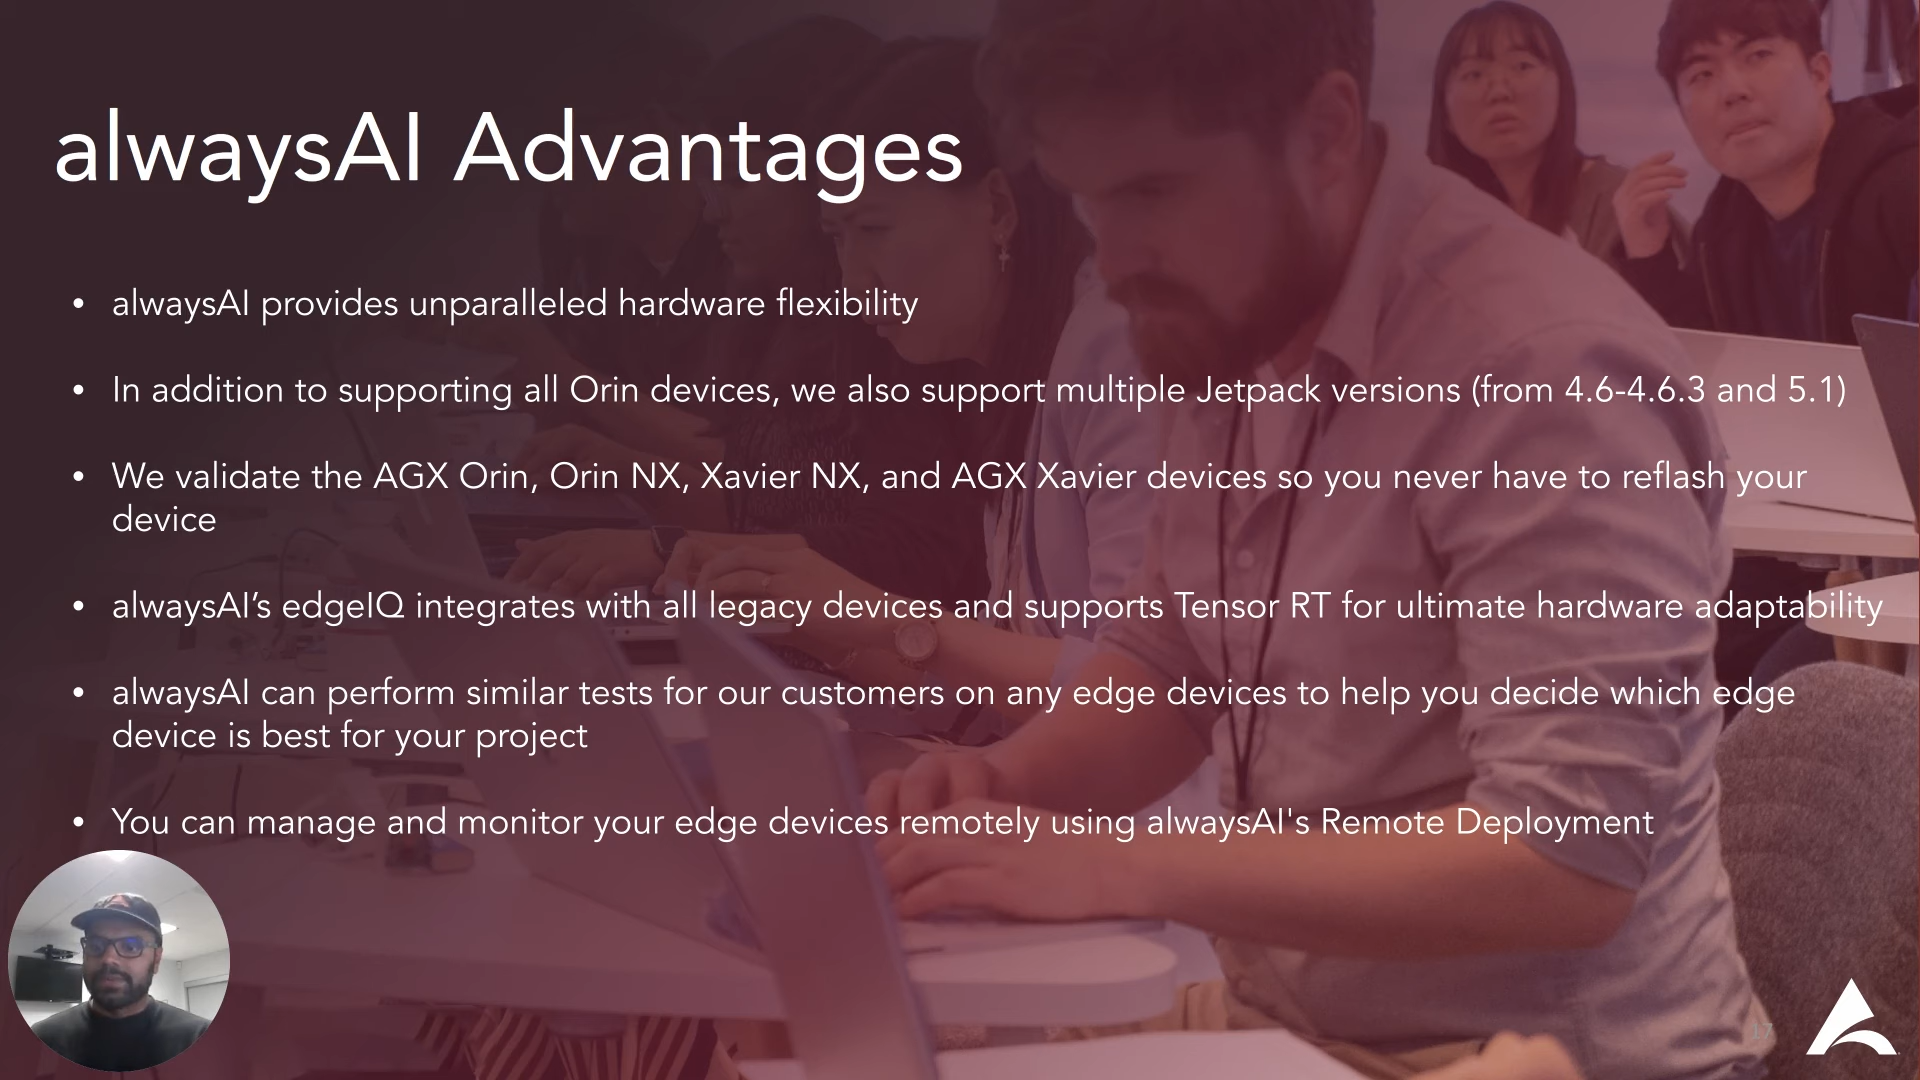 alwaysAI Advantages
• alwaysAI provides unparalleled hardware flexibility
• In addition to supporting all Orin devices, we also support multiple Jetpack versions (from 4.6-4.6.3 and 5.1)
• We validate the AGX Orin, Orin NX, Xavier NX, and AGX Xavier devices so you never have to reflash your
device
• alwaysAI’s edgeIQ integrates with all legacy devices and supports Tensor RT for ultimate hardware adaptability
• alwaysAI can perform similar tests for our customers on any edge devices to help you decide which edge
device is best for your project
• You can manage and monitor your edge devices remotely using alwaysAI's Remote Deployment
17